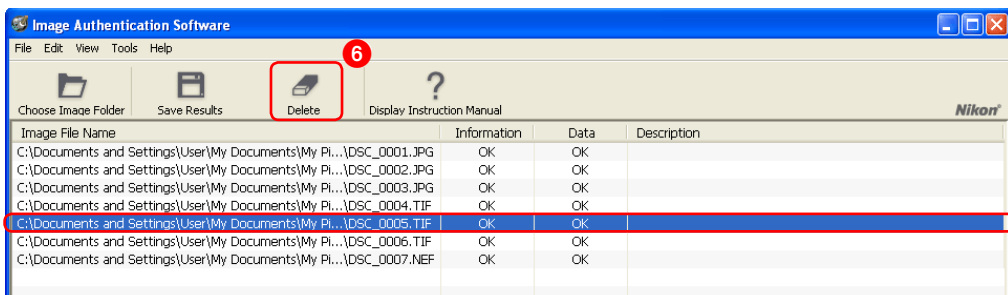 Image Authentication Software
File Edit View Tools Help
6
Choose Image Folder Save Results Delete Display Instruction Manual Nikon
Image File Name Information Data Description
C:\Documents and Settings\User\My Documents\My Pi...\DSC_0001.JPG OK OK
C:\Documents and Settings\User\My Documents\My Pi...\DSC_0002.JPG OK OK
C:\Documents and Settings\User\My Documents\My Pi...\DSC_0003.JPG OK OK
C:\Documents and Settings\User\My Documents\My Pi...\DSC_0004.TIF OK OK
C:\Documents and Settings\User\My Documents\My Pi...\DSC_0005.TIF OK OK
C:\Documents and Settings\User\My Documents\My Pi...\DSC_0006.TIF OK OK
C:\Documents and Settings\User\My Documents\My Pi...\DSC_0007.NEF OK OK